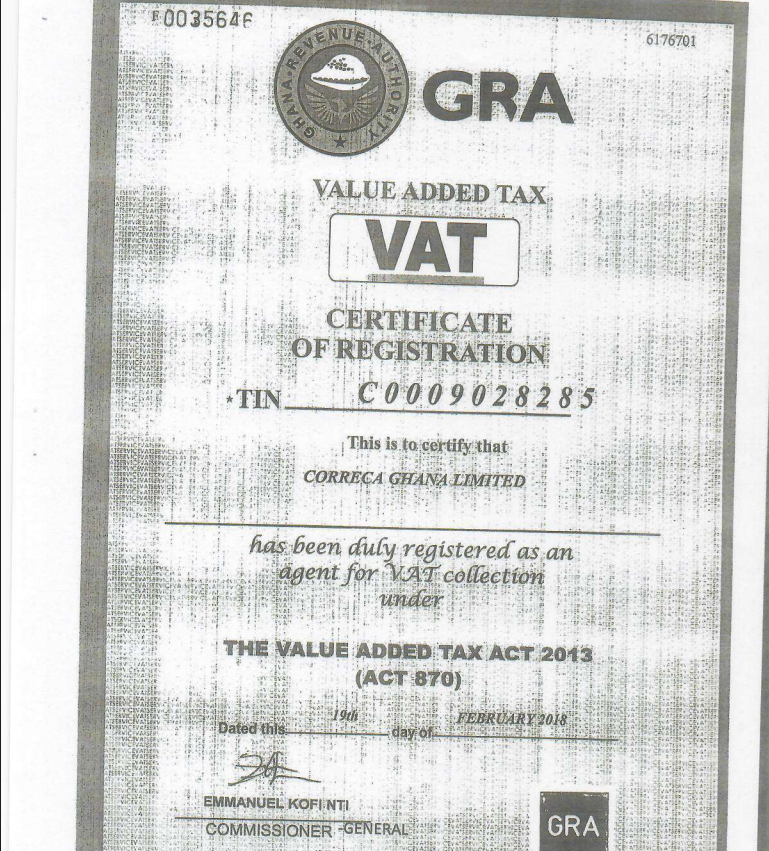 F0035646
6176701
GHANA REVENUE AUTHORITY
GRA
VALUE ADDED TAX
VAT
CERTIFICATE
OF REGISTRATION
*TIN C0009028285
This is to certify that
CORRECA GHANA LIMITED
has been duly registered as an
agent for VAT collection
under
THE VALUE ADDED TAX ACT 2013
(ACT 870)
Dated this 19th day of FEBRUARY 2018
EMMANUEL KOFI NTI
COMMISSIONER -GENERAL
GRA